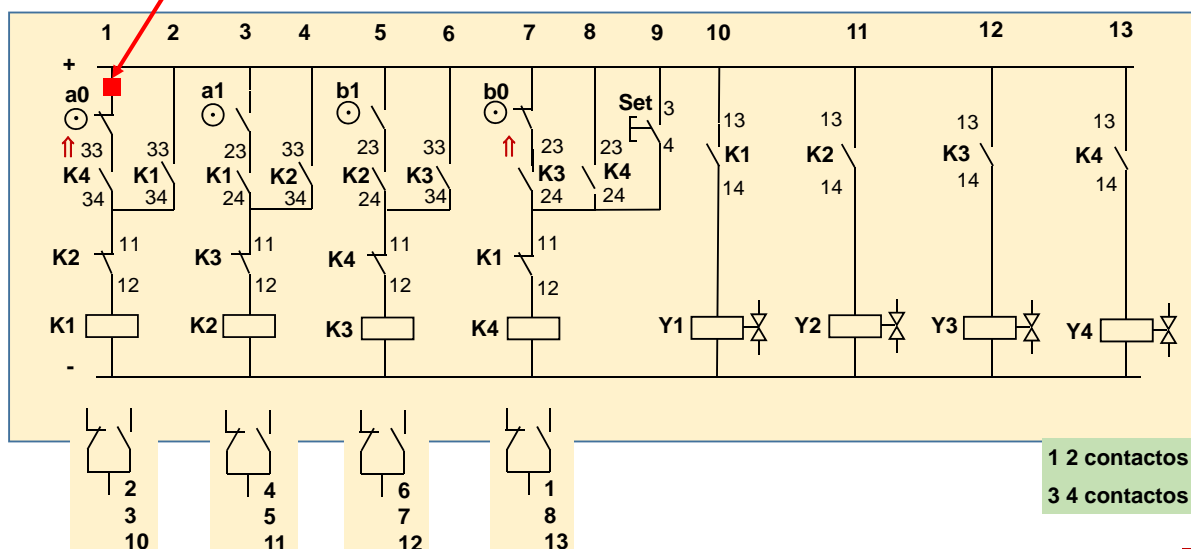 1 2 3 4 5 6 7 8 9 10 11 12 13
+
a0 a1 b1 b0 Set 3
4
13 13 13 13
K1 K2 K3 K4
14 14 14 14
33 33 23 33 23 33 23 23
K4 K1 K1 K2 K2 K3 K3 K4
34 34 24 34 24 34 24 24
11 11 11 11
K2 K3 K4 K1
12 12 12 12
K1 K2 K3 K4 Y1 Y2 Y3 Y4
-
2 4 6 1
3 5 7 8
10 11 12 13
1 2 contactos
3 4 contactos